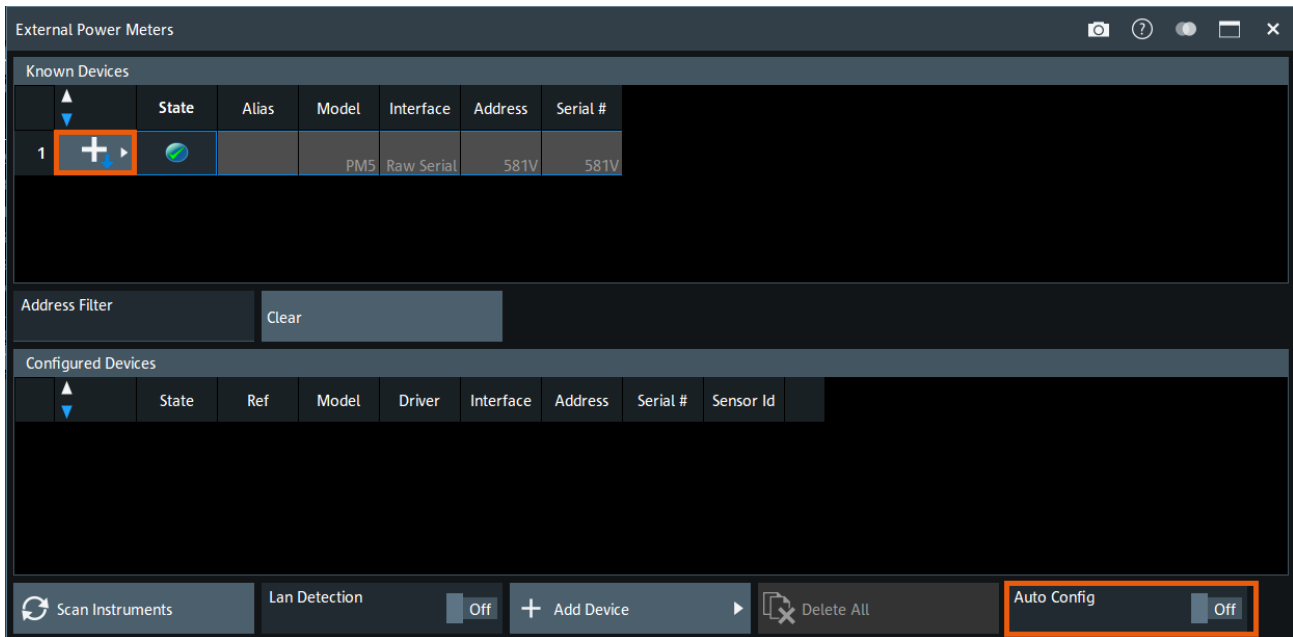 External Power Meters
Known Devices
State Alias Model Interface Address Serial #
1 PM5 Raw Serial 581V 581V
Address Filter
Clear
Configured Devices
State Ref Model Driver Interface Address Serial # Sensor Id
Scan Instruments
Lan Detection
Off
Add Device
Delete All
Auto Config
Off